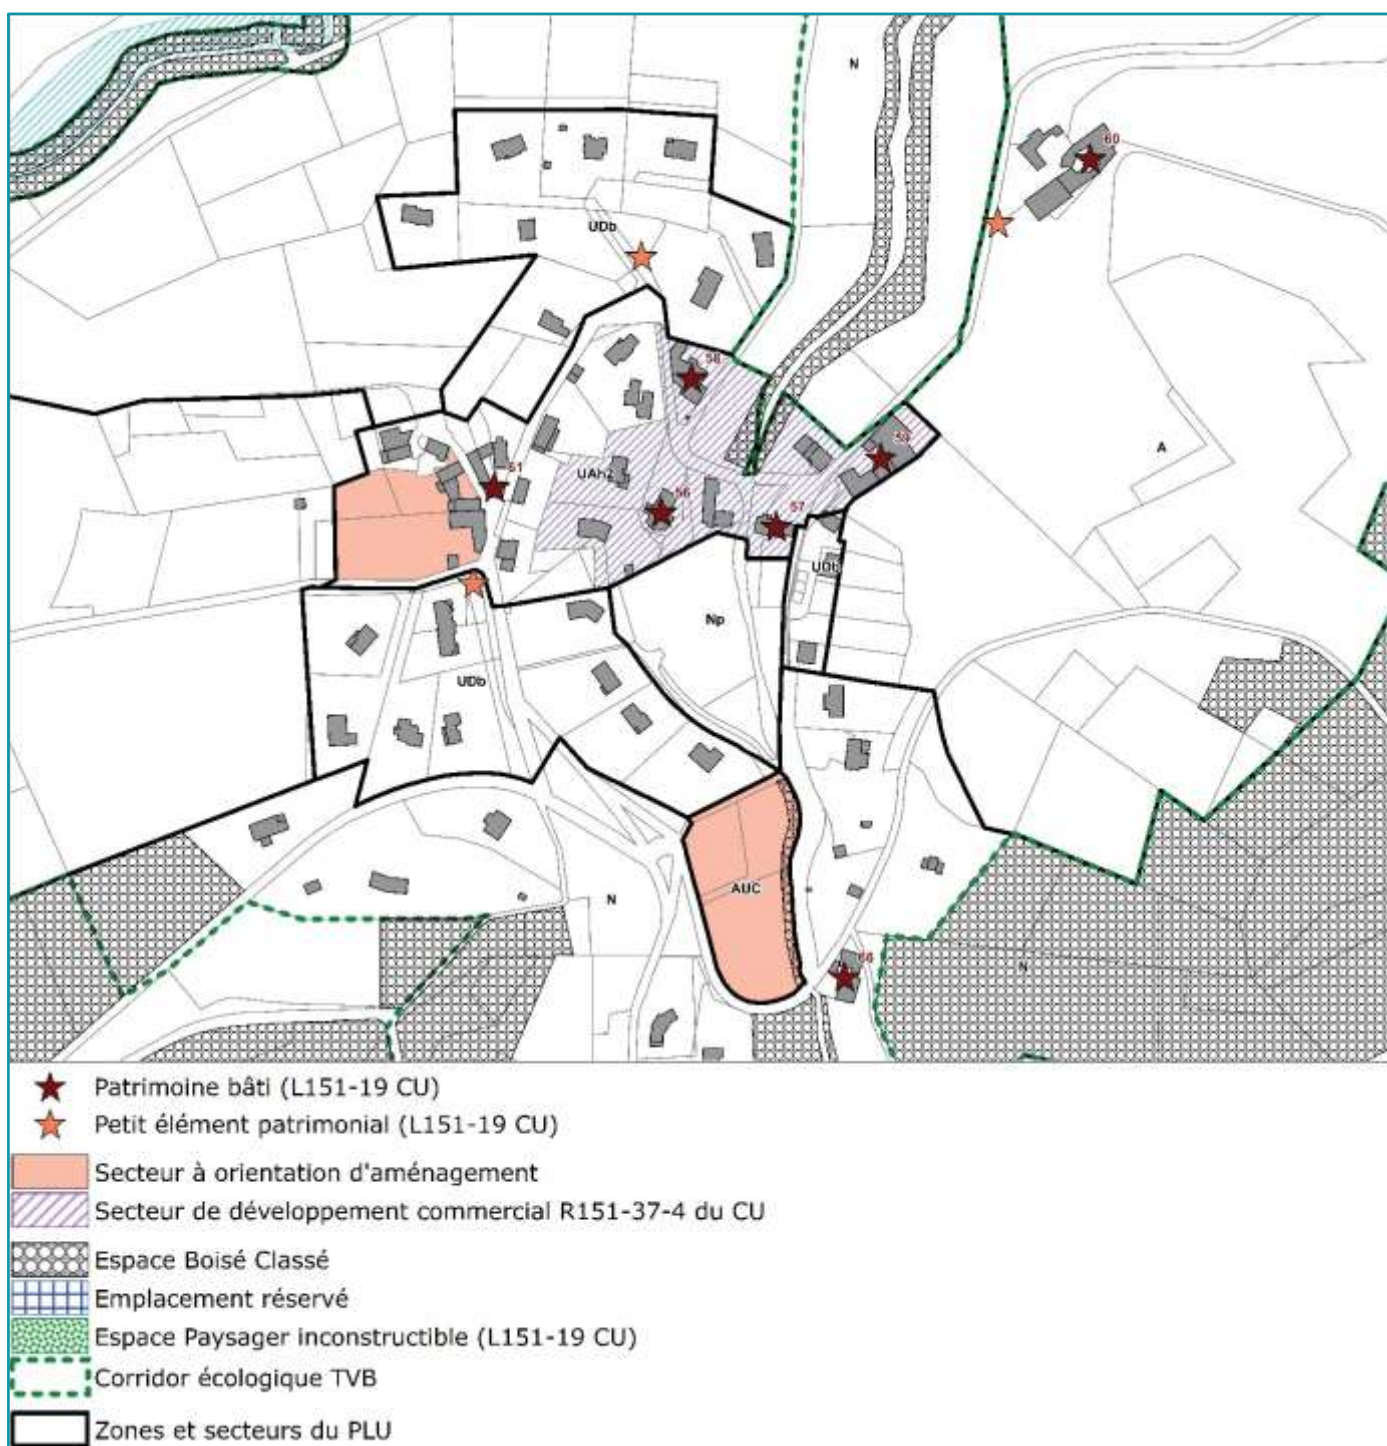 N
60
UDb
58
A
59
61
UAH2
56
57
UDb
Np
UDb
AUC
N
66
N
Patrimoine bâti (L151-19 CU)
Petit élément patrimonial (L151-19 CU)
Secteur à orientation d'aménagement
Secteur de développement commercial R151-37-4 du CU
Espace Boisé Classé
Emplacement réservé
Espace Paysager inconstructible (L151-19 CU)
Corridor écologique TVB
Zones et secteurs du PLU